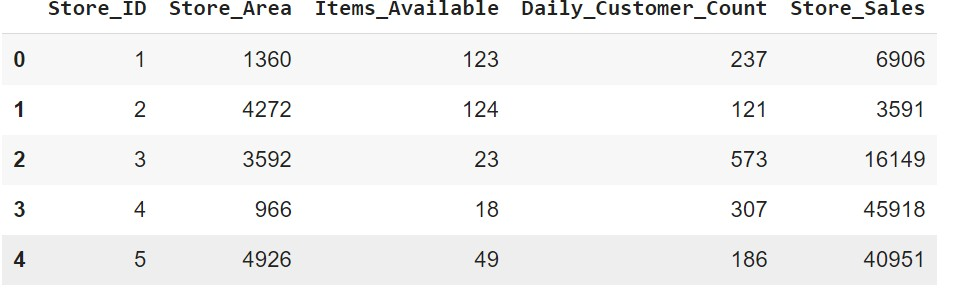 Store_ID Store_Area Items_Available Daily_Customer_Count Store_Sales
0 1 1360 123 237 6906
1 2 4272 124 121 3591
2 3 3592 23 573 16149
3 4 966 18 307 45918
4 5 4926 49 186 40951